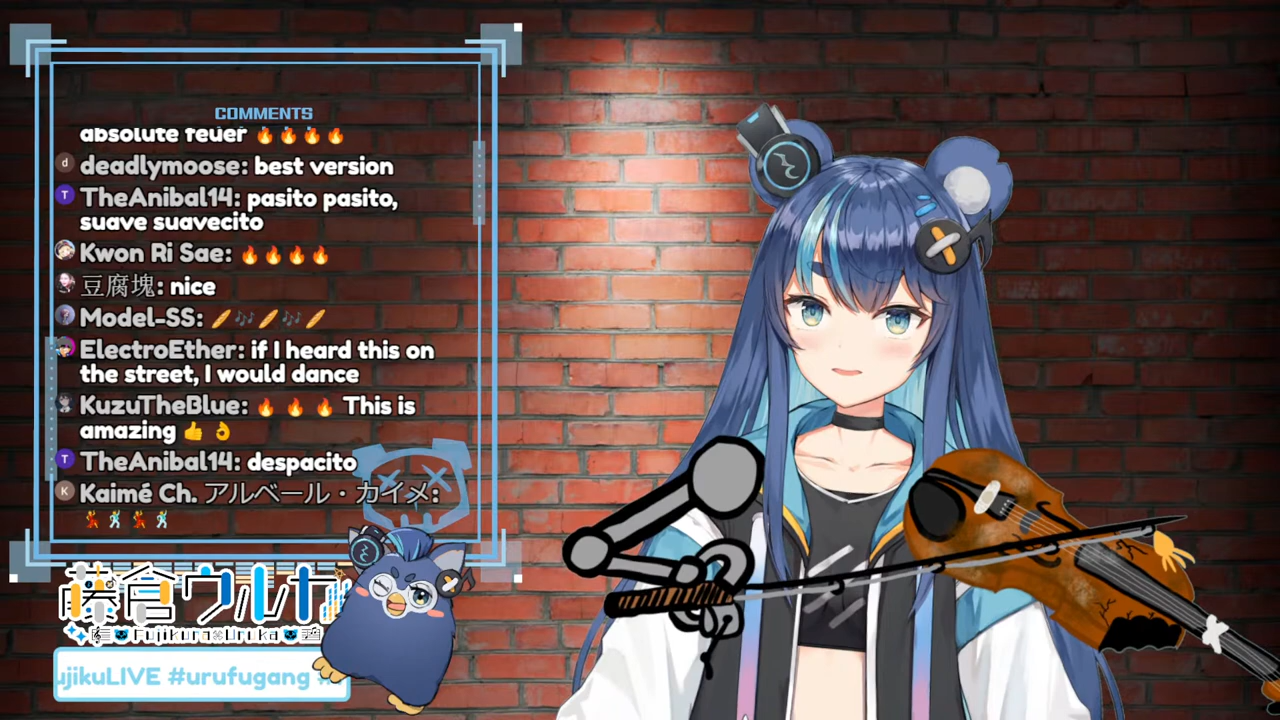 COMMENTS
absolute feuer 🔥🔥🔥🔥
deadlymoose: best version
TheAnibal14: pasito pasito,
suave suavecito
Kwon Ri Sae: 🔥🔥🔥🔥
豆腐塊: nice
Model-SS: 🥖🎶🥖🎶🥖
ElectroEther: if I heard this on
the street, I would dance
KuzuTheBlue: 🔥🔥🔥 This is
amazing 👍👌
TheAnibal14: despacito
Kaimé Ch. アルベール・カイメ:
💃🕺💃🕺
藤倉ウルカ
Fujikura Uruka
ujikuLIVE #urufugang